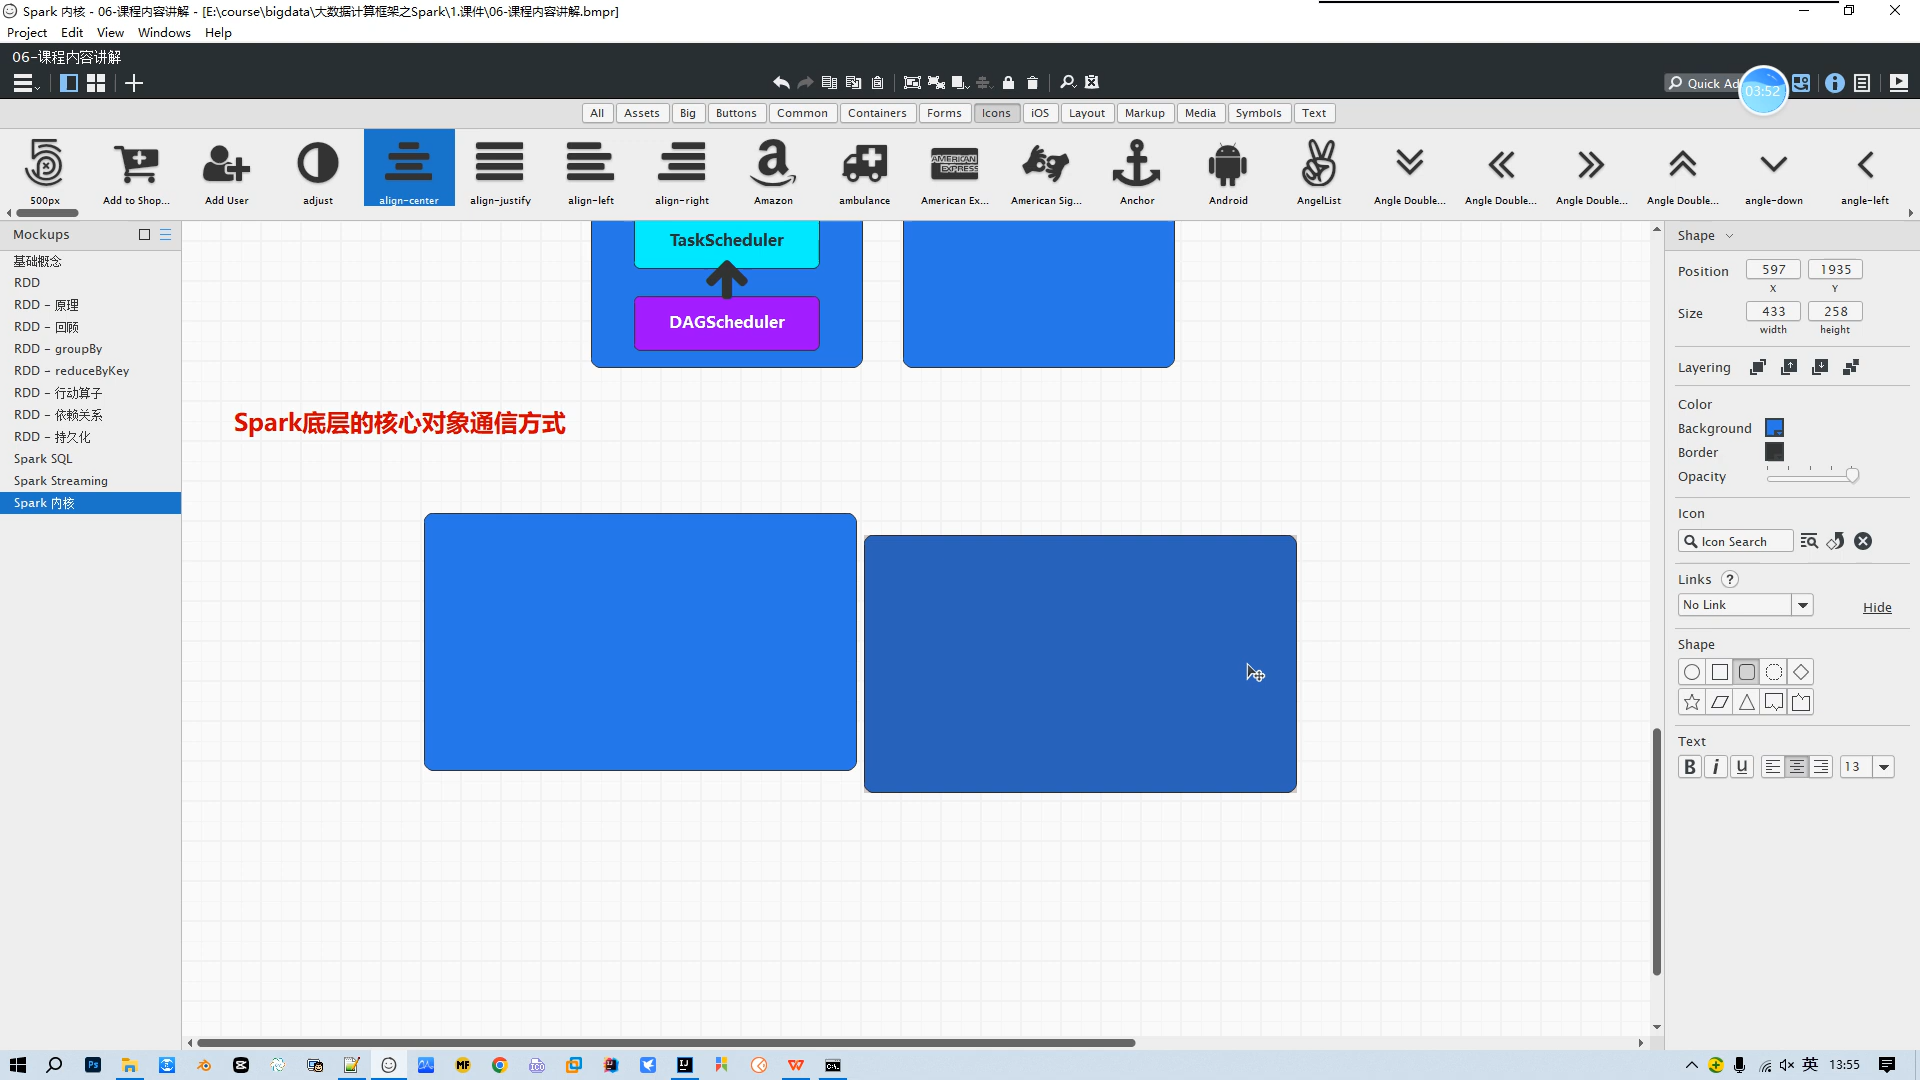 Spark 内核 - 06-课程内容讲解 - [E:\course\bigdata\大数据计算框架之Spark\1.课件\06-课程内容讲解.bmpr]
Project Edit View Windows Help
06-课程内容讲解
Quick Ad
03:52
All Assets Big Buttons Common Containers Forms Icons iOS Layout Markup Media Symbols Text
AMERICAN EXPRESS
500px Add to Shop... Add User adjust align-center align-justify align-left align-right Amazon ambulance American Ex... American Sig... Anchor Android AngelList Angle Double... Angle Double... Angle Double... Angle Double... angle-down angle-left
Mockups
基础概念
RDD
RDD - 原理
RDD - 回顾
RDD - groupBy
RDD - reduceByKey
RDD - 行动算子
RDD - 依赖关系
RDD - 持久化
Spark SQL
Spark Streaming
Spark 内核
TaskScheduler
DAGScheduler
Spark底层的核心对象通信方式
Shape
Position 597 1935
X Y
Size 433 258
width height
Layering
Color
Background
Border
Opacity
Icon
Icon Search
Links ?
No Link Hide
Shape
Text
B i U 13
英 13:55